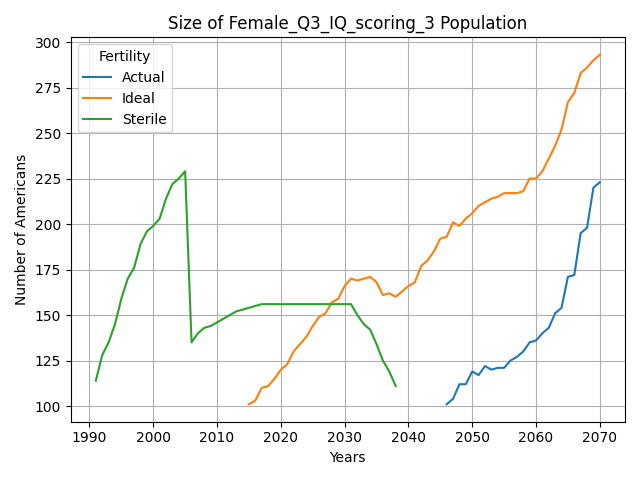 Size of Female_Q3_IQ_scoring_3 Population
Fertility
Actual
Ideal
Sterile
Number of Americans
300
275
250
225
200
175
150
125
100
1990 2000 2010 2020 2030 2040 2050 2060 2070
Years